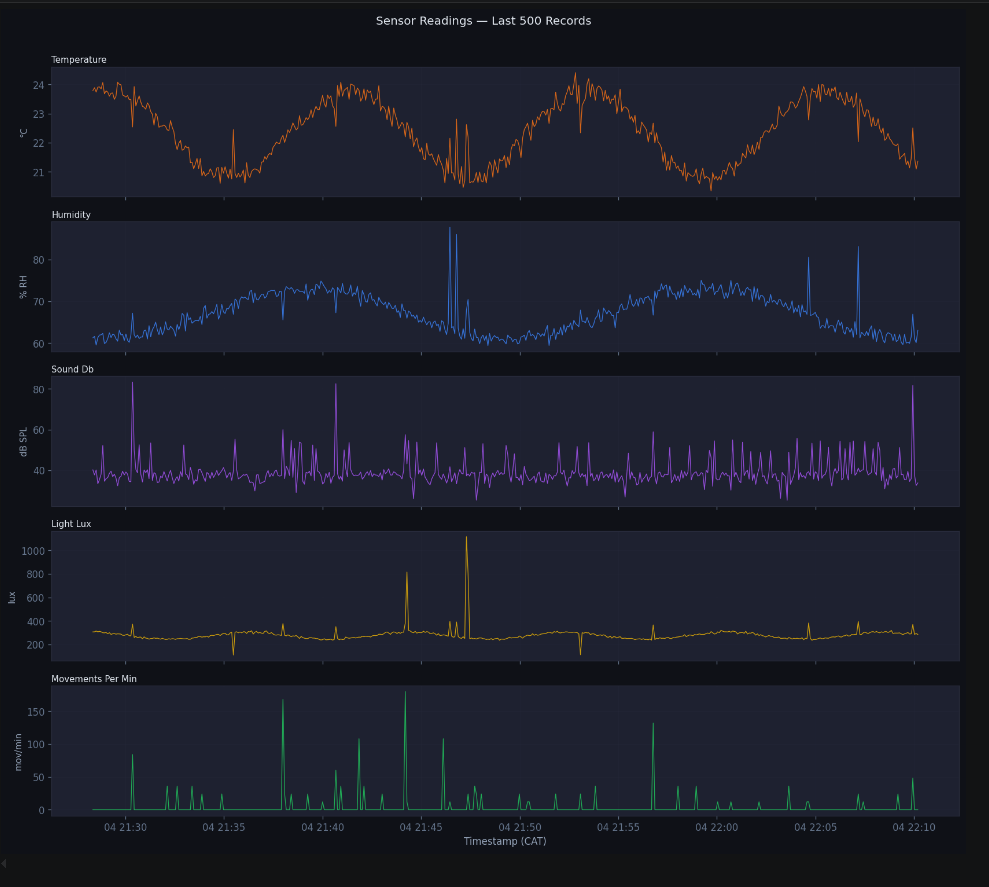 Sensor Readings — Last 500 Records
Temperature
24
23
22
21
°C
Humidity
80
70
60
% RH
Sound Db
80
60
40
dB SPL
Light Lux
1000
800
600
400
200
lux
Movements Per Min
150
100
50
0
mov/min
04 21:30 04 21:35 04 21:40 04 21:45 04 21:50 04 21:55 04 22:00 04 22:05 04 22:10
Timestamp (CAT)